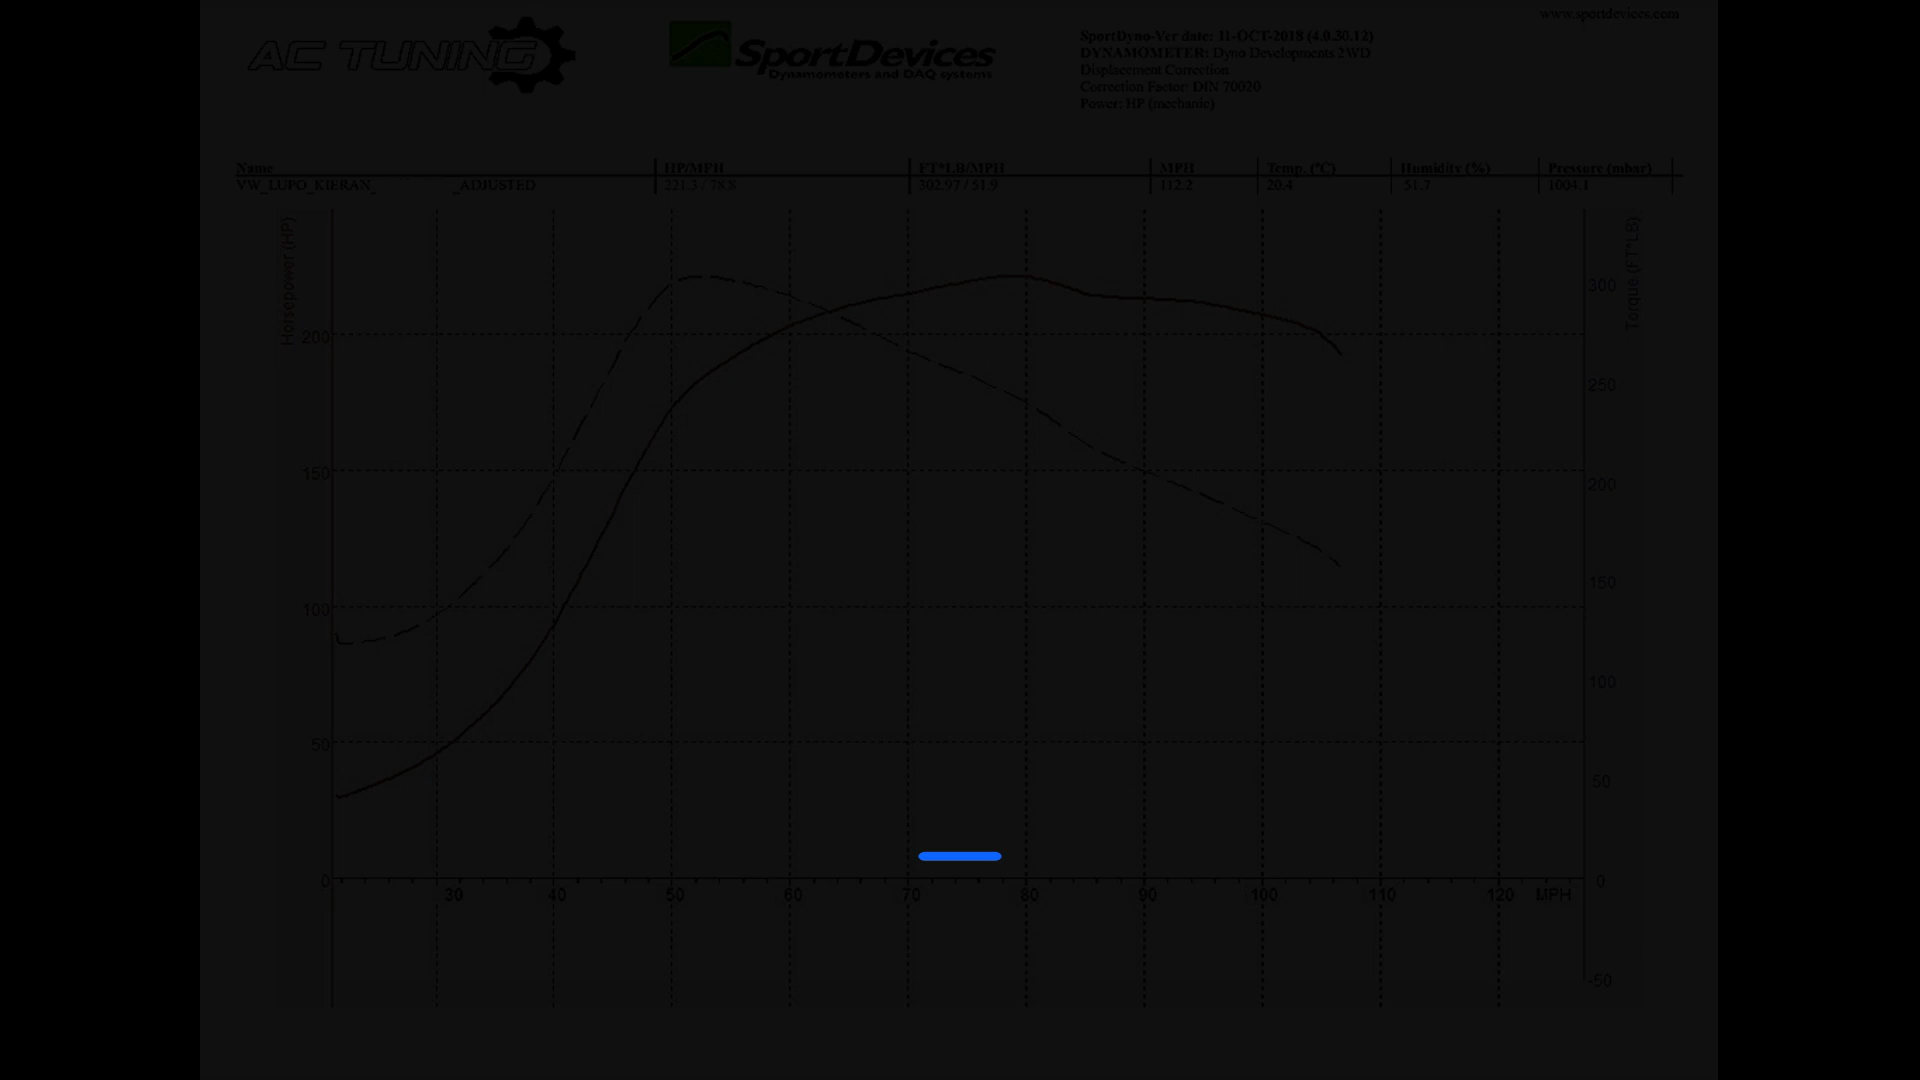 www.sportdevices.com
AC TUNING
SportDevices
Dynamometers and DAQ systems
SportDyno-Ver date: 11-OCT-2018 (4.0.30.12)
DYNAMOMETER: Dyno Developments 2WD
Displacement Correction
Correction Factor: DIN 70020
Power: HP (mechanic)
Name HP/MPH FT*LB/MPH MPH Temp. (ºC) Humidity (%) Pressure (mbar)
VW_LUPO_KIERAN_ _ADJUSTED 221.3 / 78.8 302.97 / 51.9 112.2 20.4 51.7 1004.1
Horsepower (HP)
200
150
100
50
0
Torque (FT*LB)
300
250
200
150
100
50
0
-50
30 40 50 60 70 80 90 100 110 120 MPH